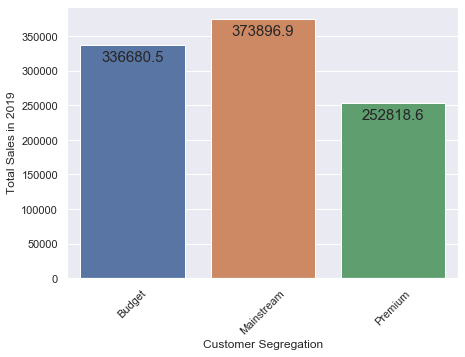 Total Sales in 2019
350000
300000
250000
200000
150000
100000
50000
0
336680.5
373896.9
252818.6
Budget
Mainstream
Premium
Customer Segregation